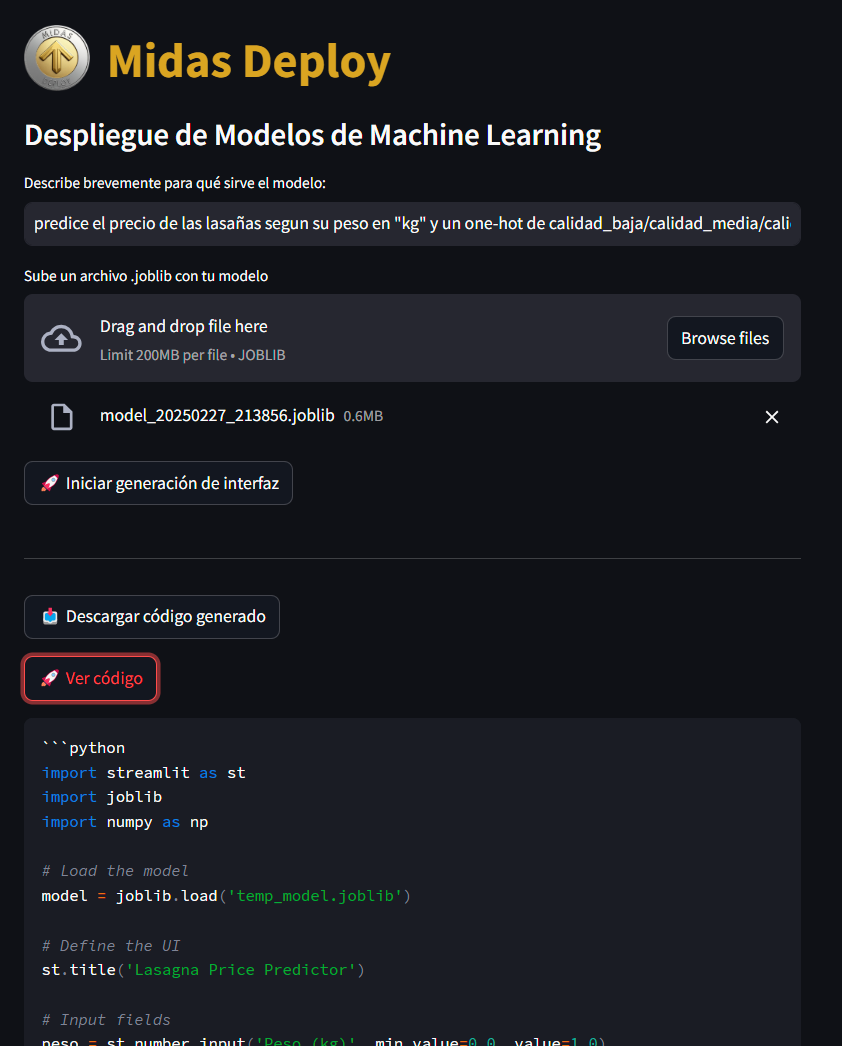 MIDAS
DEPLOY
Midas Deploy
Despliegue de Modelos de Machine Learning
Describe brevemente para qué sirve el modelo:
predice el precio de las lasañas segun su peso en "kg" y un one-hot de calidad_baja/calidad_media/cali
Sube un archivo .joblib con tu modelo
Drag and drop file here
Limit 200MB per file • JOBLIB
Browse files
model_20250227_213856.joblib 0.6MB
🚀 Iniciar generación de interfaz
📥 Descargar código generado
🚀 Ver código
```python
import streamlit as st
import joblib
import numpy as np
# Load the model
model = joblib.load('temp_model.joblib')
# Define the UI
st.title('Lasagna Price Predictor')
# Input fields
peso = st.number_input('Peso (kg)', min_value=0.0, value=1.0)